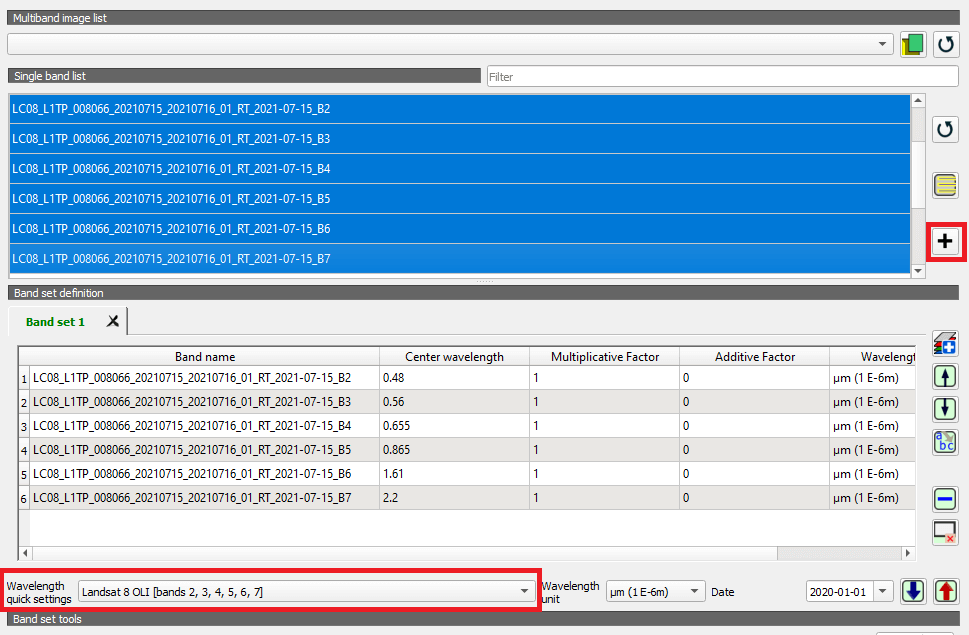 Multiband image list
Single band list
Filter
LC08_L1TP_008066_20210715_20210716_01_RT_2021-07-15_B2
LC08_L1TP_008066_20210715_20210716_01_RT_2021-07-15_B3
LC08_L1TP_008066_20210715_20210716_01_RT_2021-07-15_B4
LC08_L1TP_008066_20210715_20210716_01_RT_2021-07-15_B5
LC08_L1TP_008066_20210715_20210716_01_RT_2021-07-15_B6
LC08_L1TP_008066_20210715_20210716_01_RT_2021-07-15_B7
Band set definition
Band set 1
Band name Center wavelength Multiplicative Factor Additive Factor Wavelengt
1 LC08_L1TP_008066_20210715_20210716_01_RT_2021-07-15_B2 0.48 1 0 µm (1 E-6m)
2 LC08_L1TP_008066_20210715_20210716_01_RT_2021-07-15_B3 0.56 1 0 µm (1 E-6m)
3 LC08_L1TP_008066_20210715_20210716_01_RT_2021-07-15_B4 0.655 1 0 µm (1 E-6m)
4 LC08_L1TP_008066_20210715_20210716_01_RT_2021-07-15_B5 0.865 1 0 µm (1 E-6m)
5 LC08_L1TP_008066_20210715_20210716_01_RT_2021-07-15_B6 1.61 1 0 µm (1 E-6m)
6 LC08_L1TP_008066_20210715_20210716_01_RT_2021-07-15_B7 2.2 1 0 µm (1 E-6m)
a
bc
Wavelength
quick settings
Landsat 8 OLI [bands 2, 3, 4, 5, 6, 7]
Wavelength
unit
µm (1 E-6m)
Date
2020-01-01
Band set tools